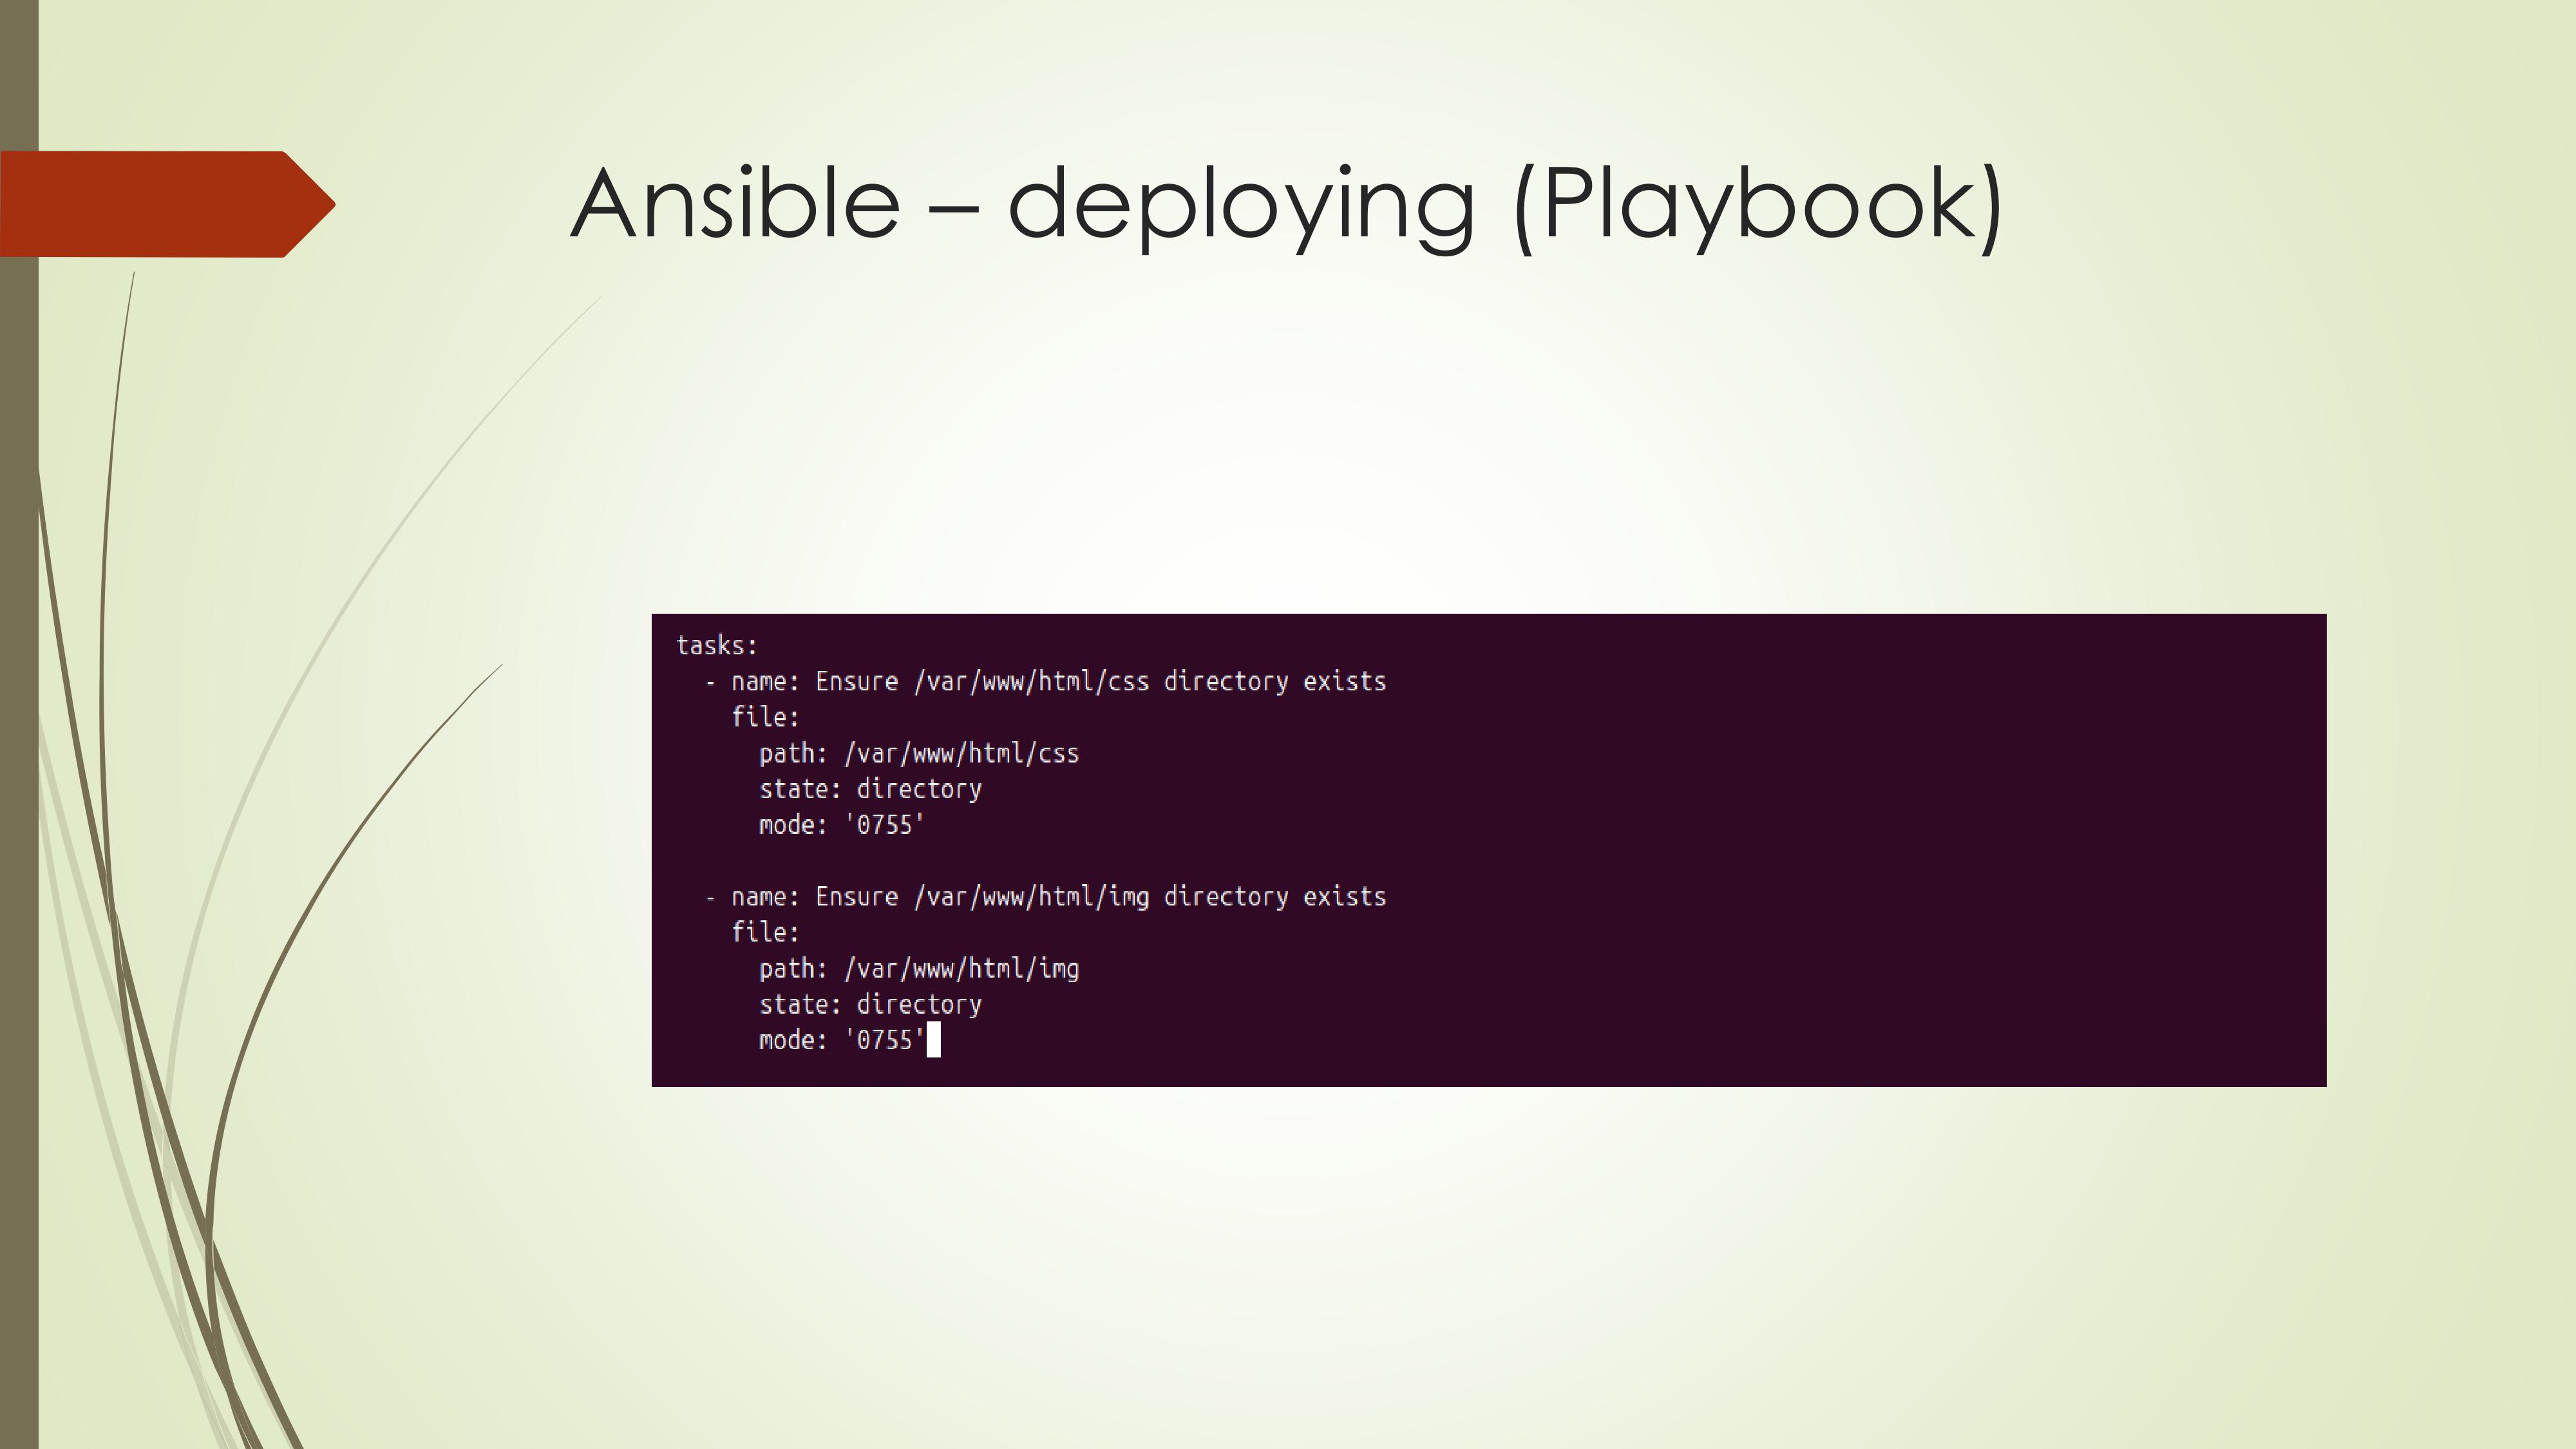 Ansible – deploying (Playbook)
tasks:
  - name: Ensure /var/www/html/css directory exists
    file:
      path: /var/www/html/css
      state: directory
      mode: '0755'

  - name: Ensure /var/www/html/img directory exists
    file:
      path: /var/www/html/img
      state: directory
      mode: '0755'